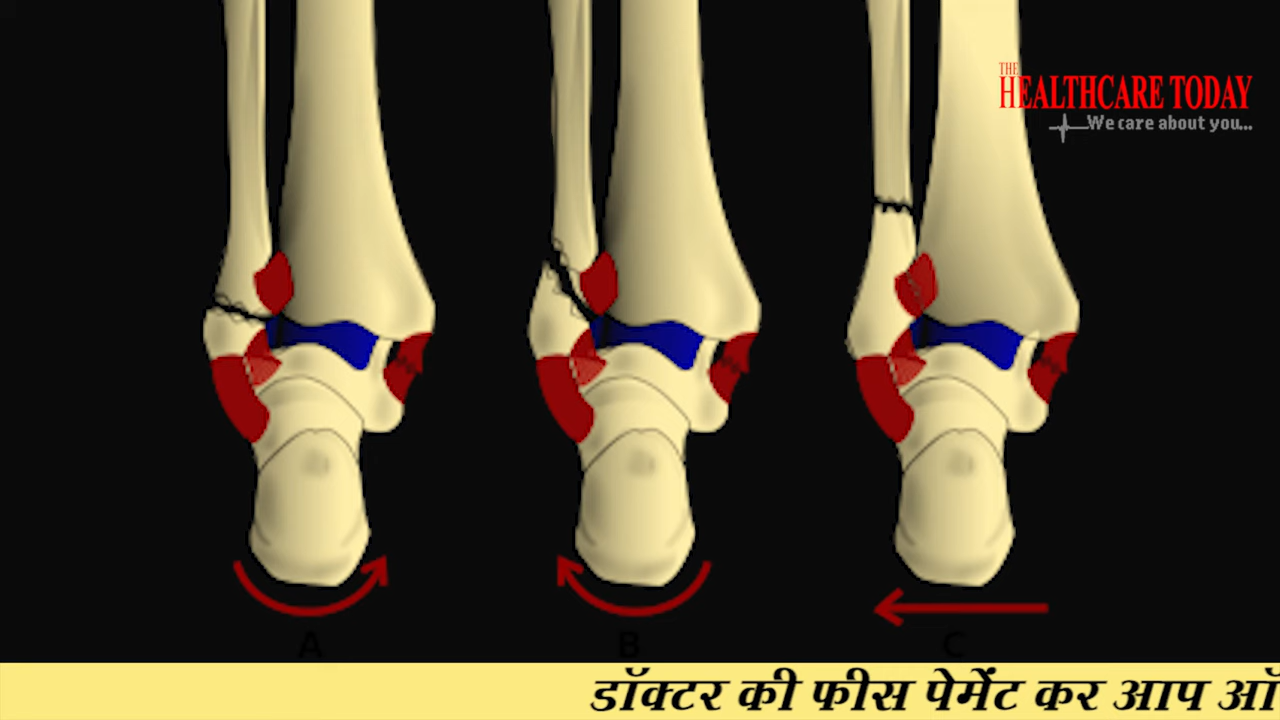 THE
HEALTHCARE TODAY
We care about you...
A B C
डॉक्टर की फीस पेमेंट कर आप ऑ